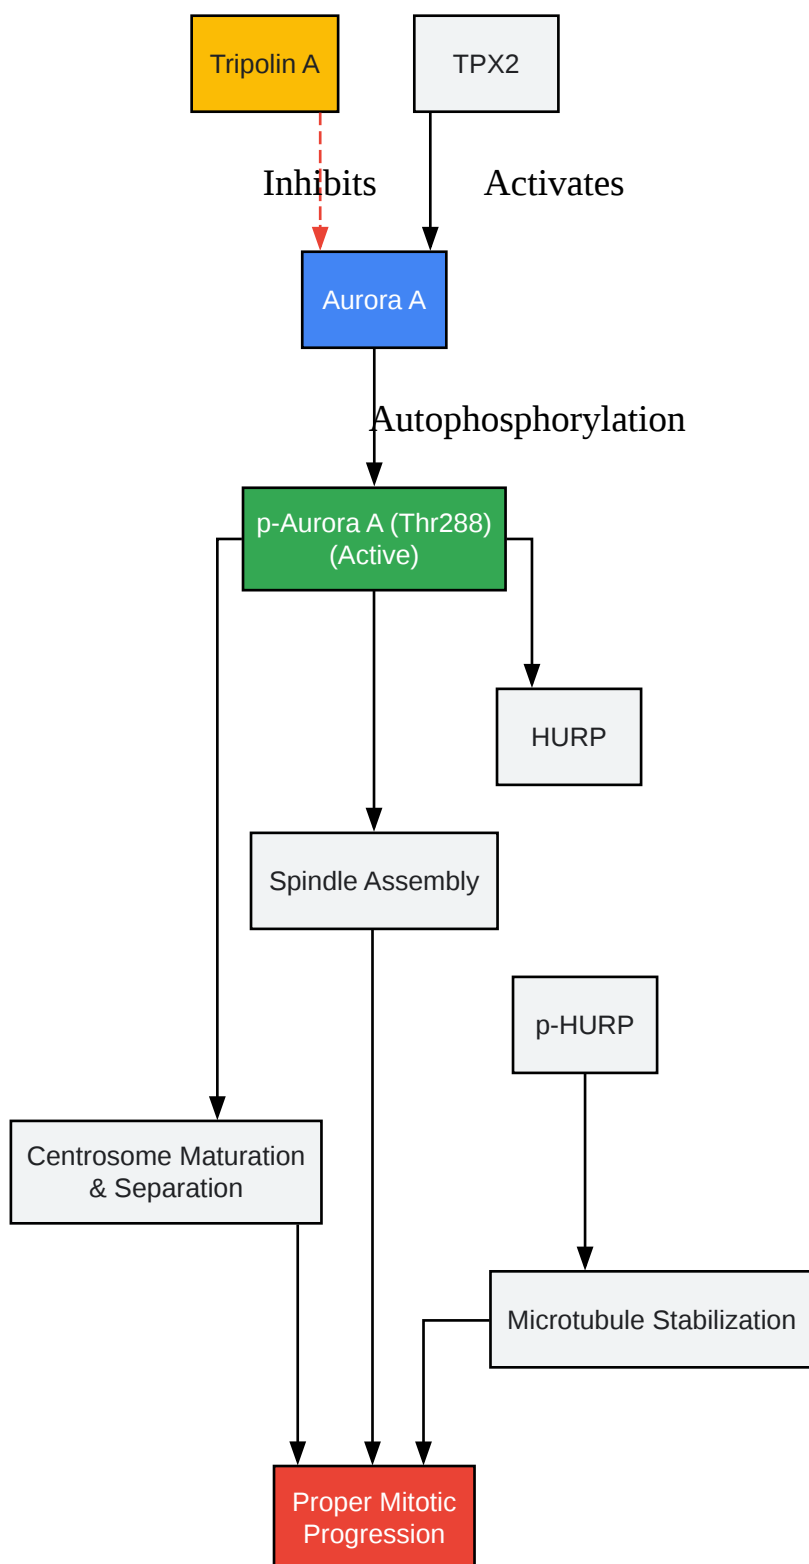 Tripolin A
TPX2
Inhibits
Activates
Aurora A
Autophosphorylation
p-Aurora A (Thr288)
(Active)
HURP
Spindle Assembly
p-HURP
Centrosome Maturation
& Separation
Microtubule Stabilization
Proper Mitotic
Progression